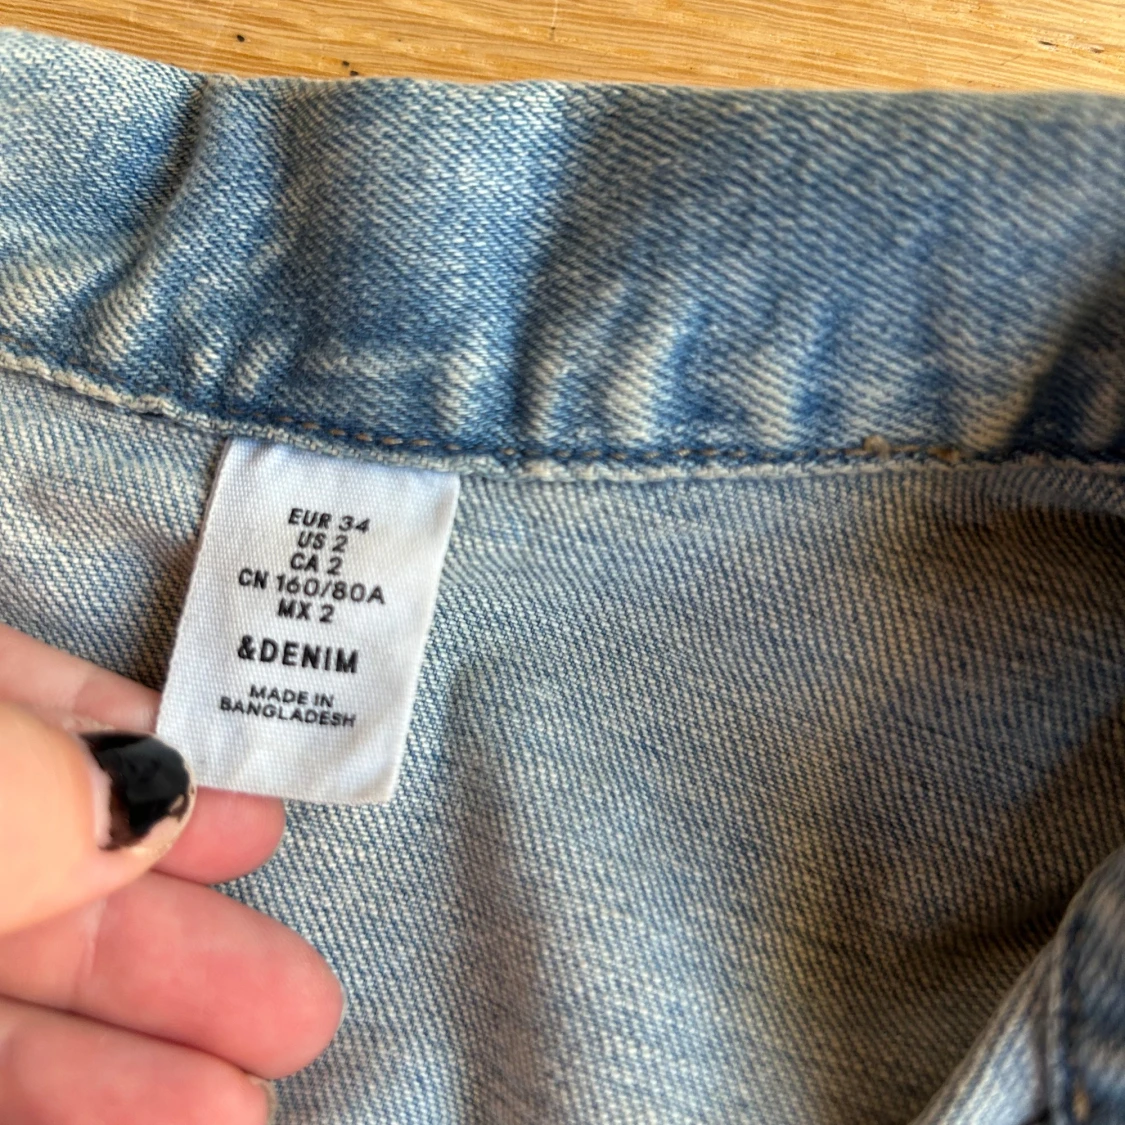 EUR 34
US 2
CA 2
CN 160/80A
MX 2
&DENIM
MADE IN
BANGLADESH